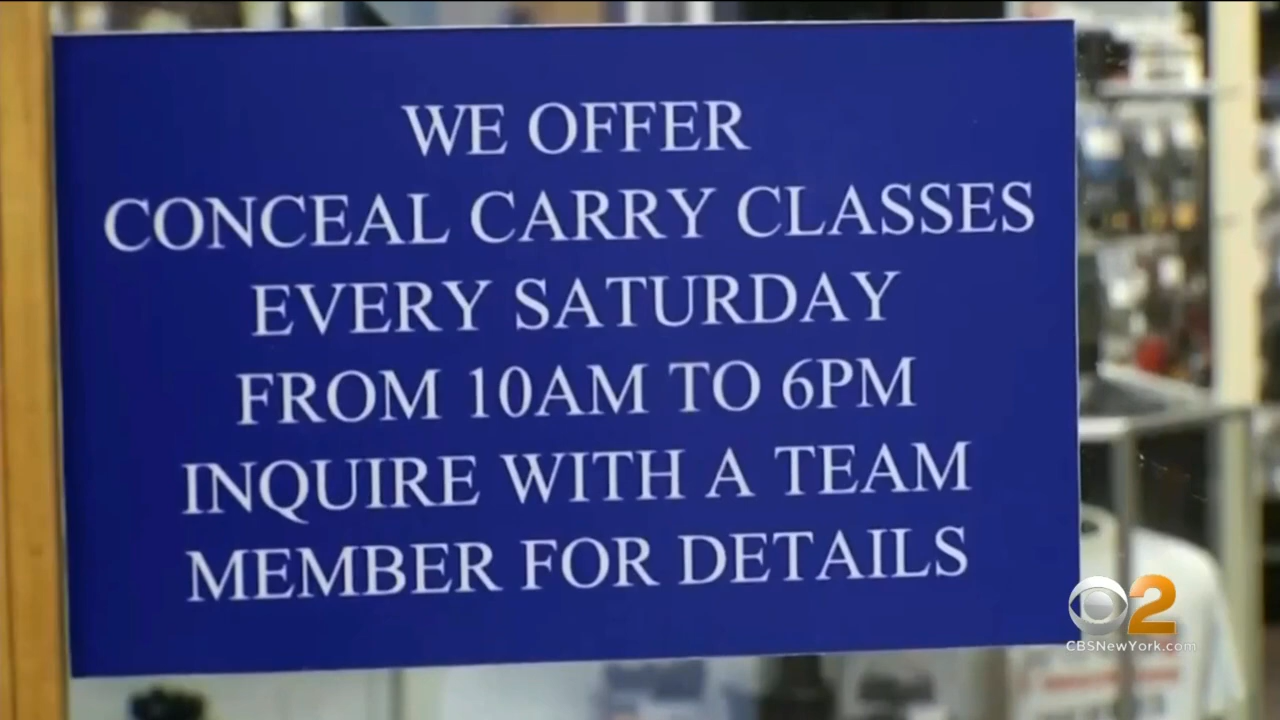 WE OFFER
CONCEAL CARRY CLASSES
EVERY SATURDAY
FROM 10AM TO 6PM
INQUIRE WITH A TEAM
MEMBER FOR DETAILS
2
CBSNewYork.com